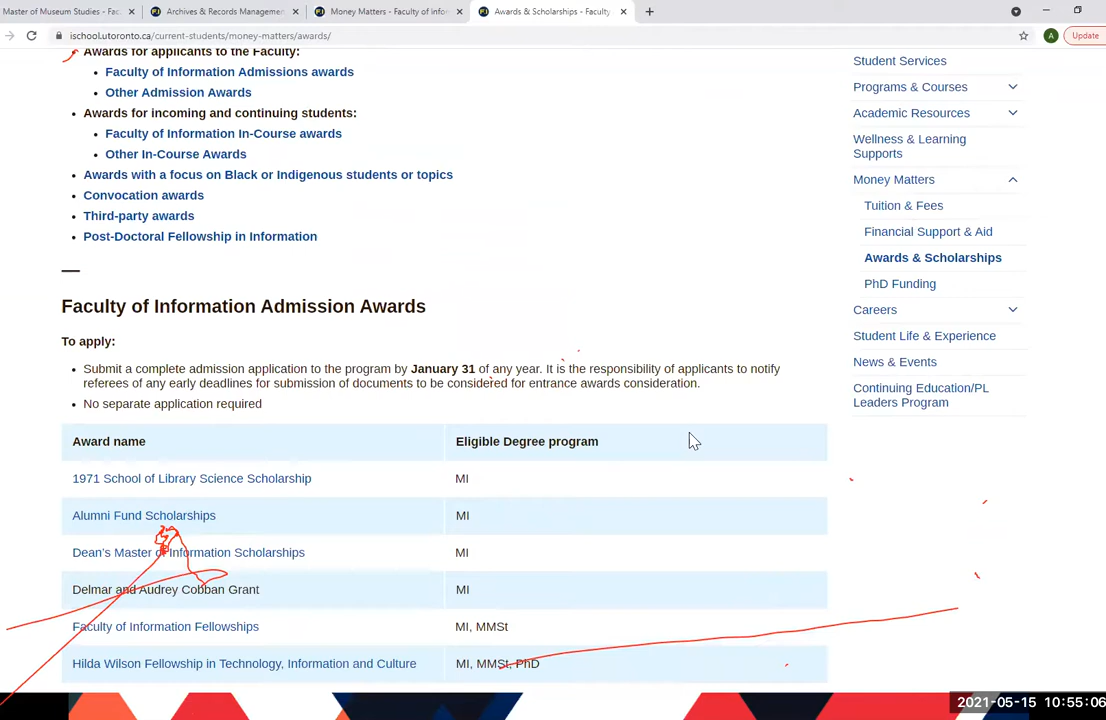 Master of Museum Studies - Fac
Archives & Records Management
Money Matters - Faculty of Infor
Awards & Scholarships - Faculty
ischool.utoronto.ca/current-students/money-matters/awards/
A
Update
Awards for applicants to the Faculty:
Faculty of Information Admissions awards
Other Admission Awards
Awards for incoming and continuing students:
Faculty of Information In-Course awards
Other In-Course Awards
Awards with a focus on Black or Indigenous students or topics
Convocation awards
Third-party awards
Post-Doctoral Fellowship in Information
Faculty of Information Admission Awards
To apply:
Submit a complete admission application to the program by January 31 of any year. It is the responsibility of applicants to notify
referees of any early deadlines for submission of documents to be considered for entrance awards consideration.
No separate application required
Award name Eligible Degree program
1971 School of Library Science Scholarship MI
Alumni Fund Scholarships MI
Dean's Master of Information Scholarships MI
Delmar and Audrey Cobban Grant MI
Faculty of Information Fellowships MI, MMSt
Hilda Wilson Fellowship in Technology, Information and Culture MI, MMSt, PhD
Student Services
Programs & Courses
Academic Resources
Wellness & Learning
Supports
Money Matters
Tuition & Fees
Financial Support & Aid
Awards & Scholarships
PhD Funding
Careers
Student Life & Experience
News & Events
Continuing Education/PL
Leaders Program
2021-05-15 10:55:06